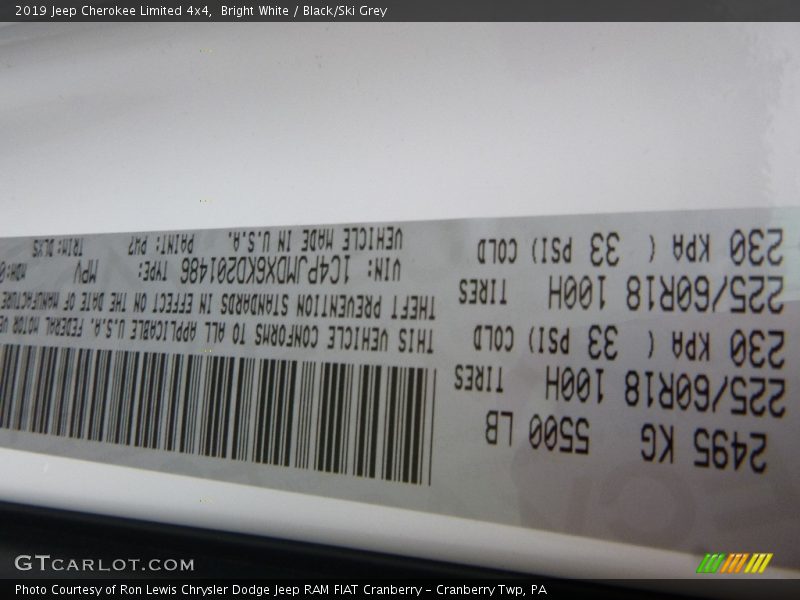 2019 Jeep Cherokee Limited 4x4,  Bright White / Black/Ski Grey
2495 KG 5500 LB
225/60R18 100H TIRES
230 KPA ( 33 PSI) COLD
225/60R18 100H TIRES
230 KPA ( 33 PSI) COLD
THIS VEHICLE CONFORMS TO ALL APPLICABLE U.S.A. FEDERAL MOTOR
THEFT PREVENTION STANDARDS IN EFFECT ON THE DATE OF MANUFACTURE
VIN: 1C4PJMDX6KD201486 TYPE: MPV MDH:
VEHICLE MADE IN U.S.A. PAINT: PW7 TRIM: DLX5
GTCARLOT.COM
Photo Courtesy of Ron Lewis Chrysler Dodge Jeep RAM FIAT Cranberry – Cranberry Twp, PA